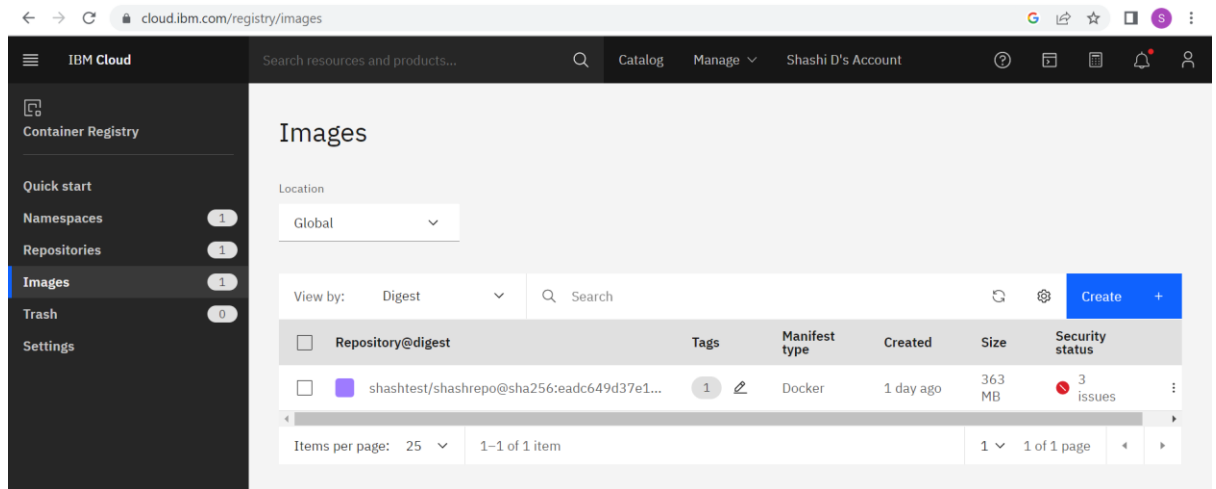 cloud.ibm.com/registry/images
G
S
IBM Cloud
Search resources and products...
Catalog
Manage
Shashi D's Account
Container Registry
Quick start
Namespaces 1
Repositories 1
Images 1
Trash 0
Settings
Images
Location
Global
View by: Digest
Search
Create +
Repository@digest Tags Manifest type Created Size Security status
shashtest/shashrepo@sha256:eadc649d37e1... 1 Docker 1 day ago 363 MB 3 issues
Items per page: 25 1–1 of 1 item 1 1 of 1 page